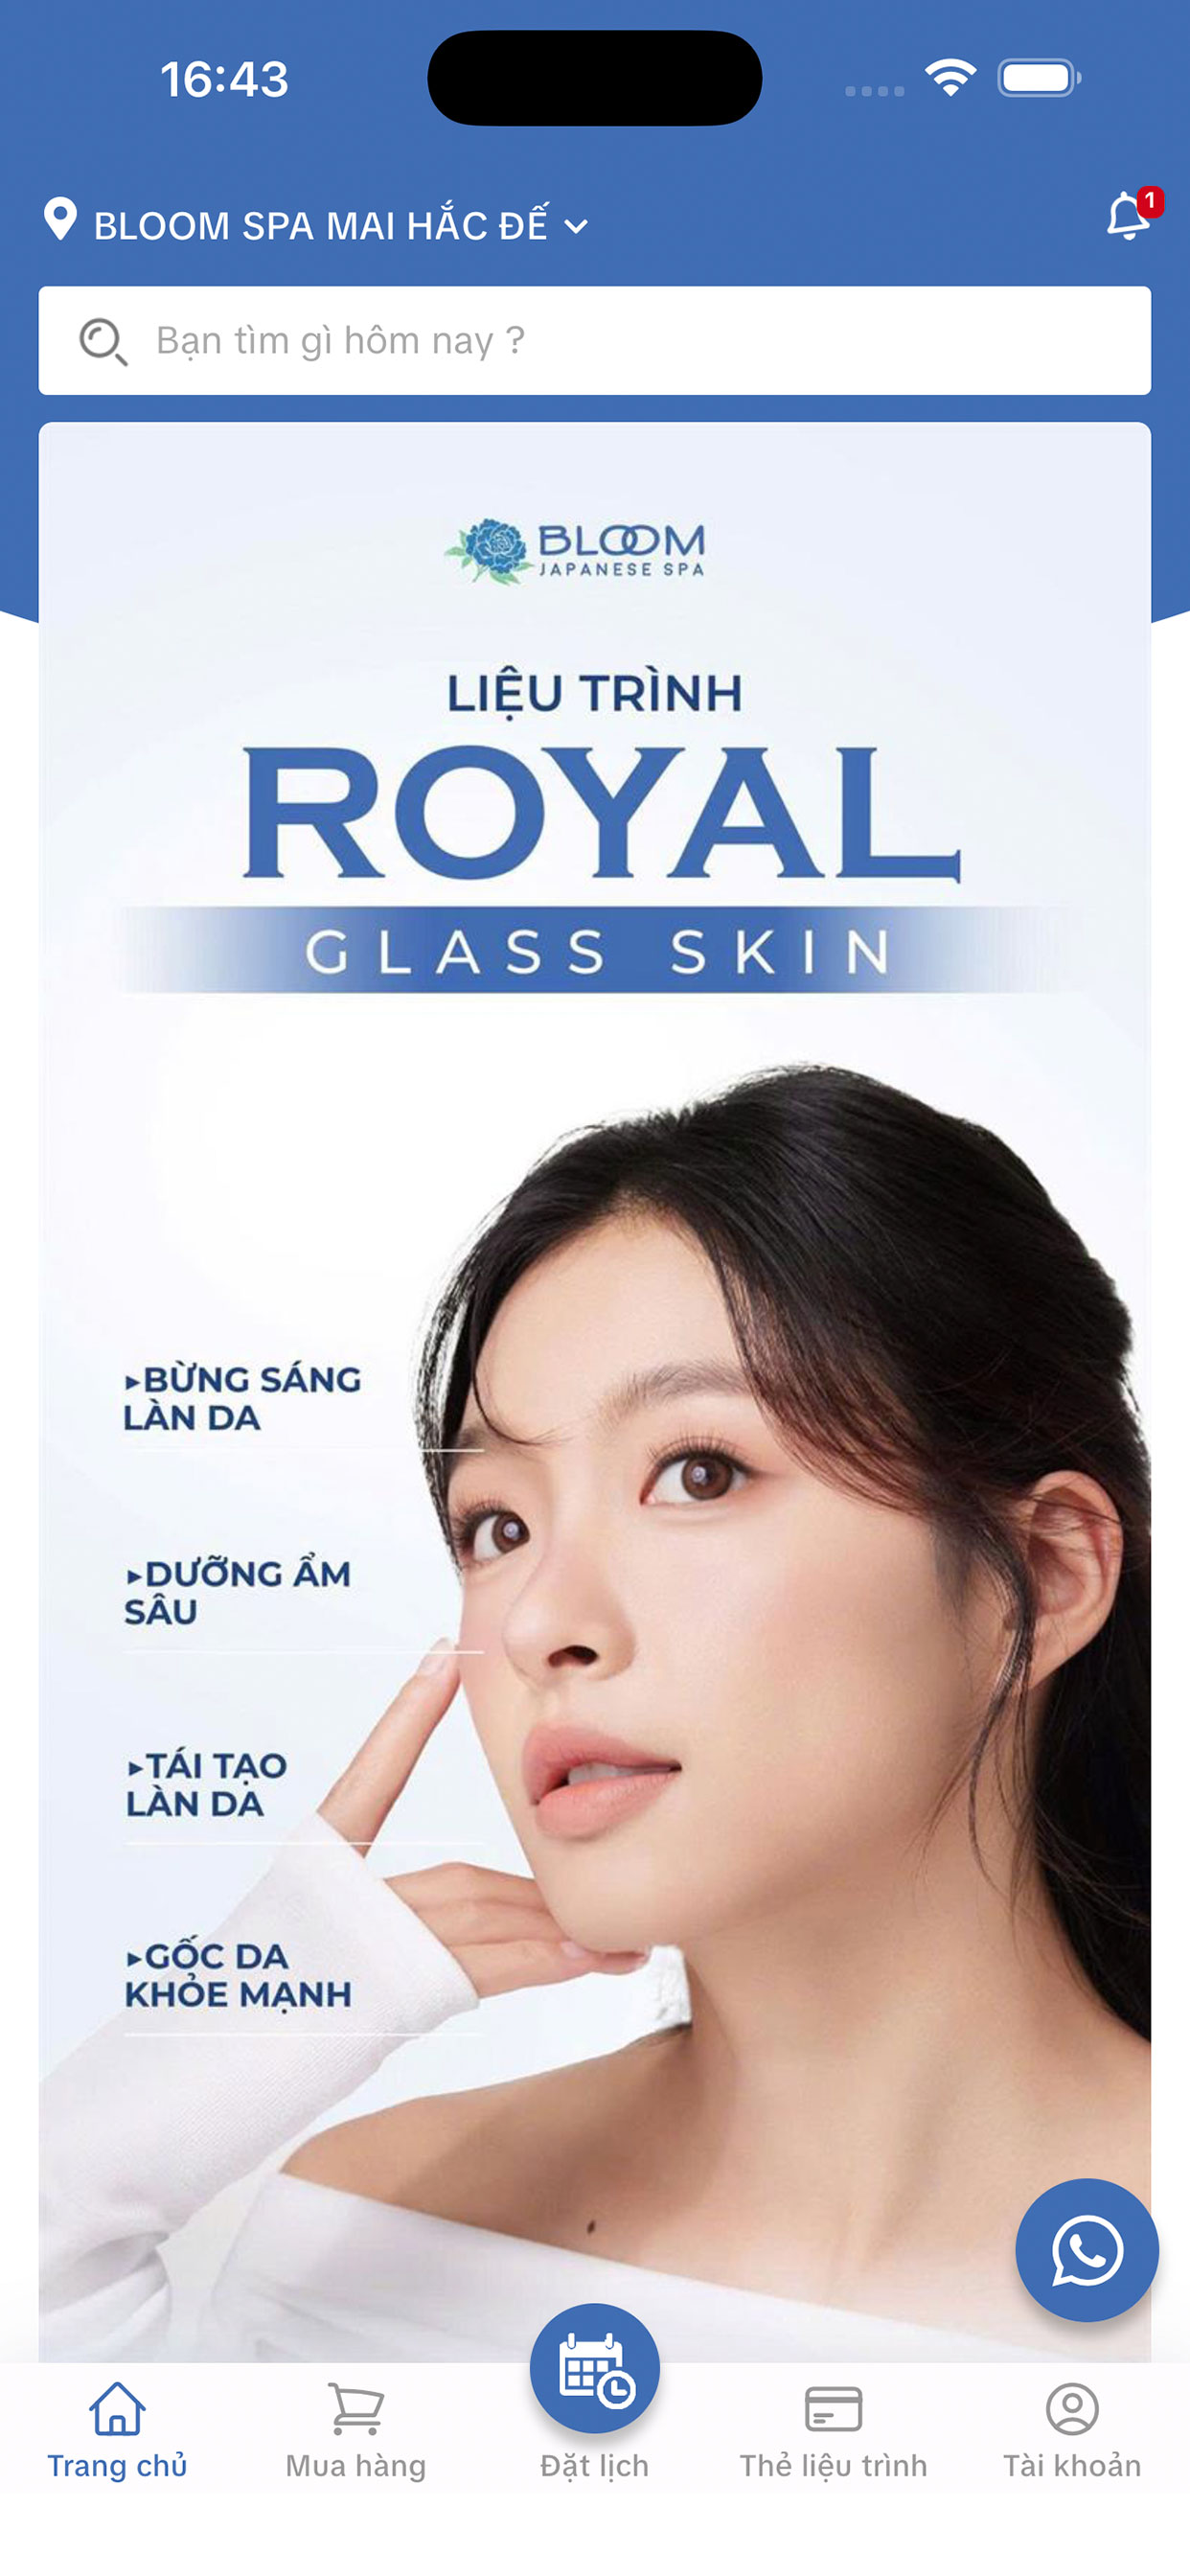 16:43
BLOOM SPA MAI HẮC ĐẾ
1
Bạn tìm gì hôm nay ?
BLOOM
JAPANESE SPA
LIỆU TRÌNH
ROYAL
GLASS SKIN
▸BỪNG SÁNG
LÀN DA
▸DƯỠNG ẨM
SÂU
▸TÁI TẠO
LÀN DA
▸GỐC DA
KHỎE MẠNH
Trang chủ
Mua hàng
Đặt lịch
Thẻ liệu trình
Tài khoản